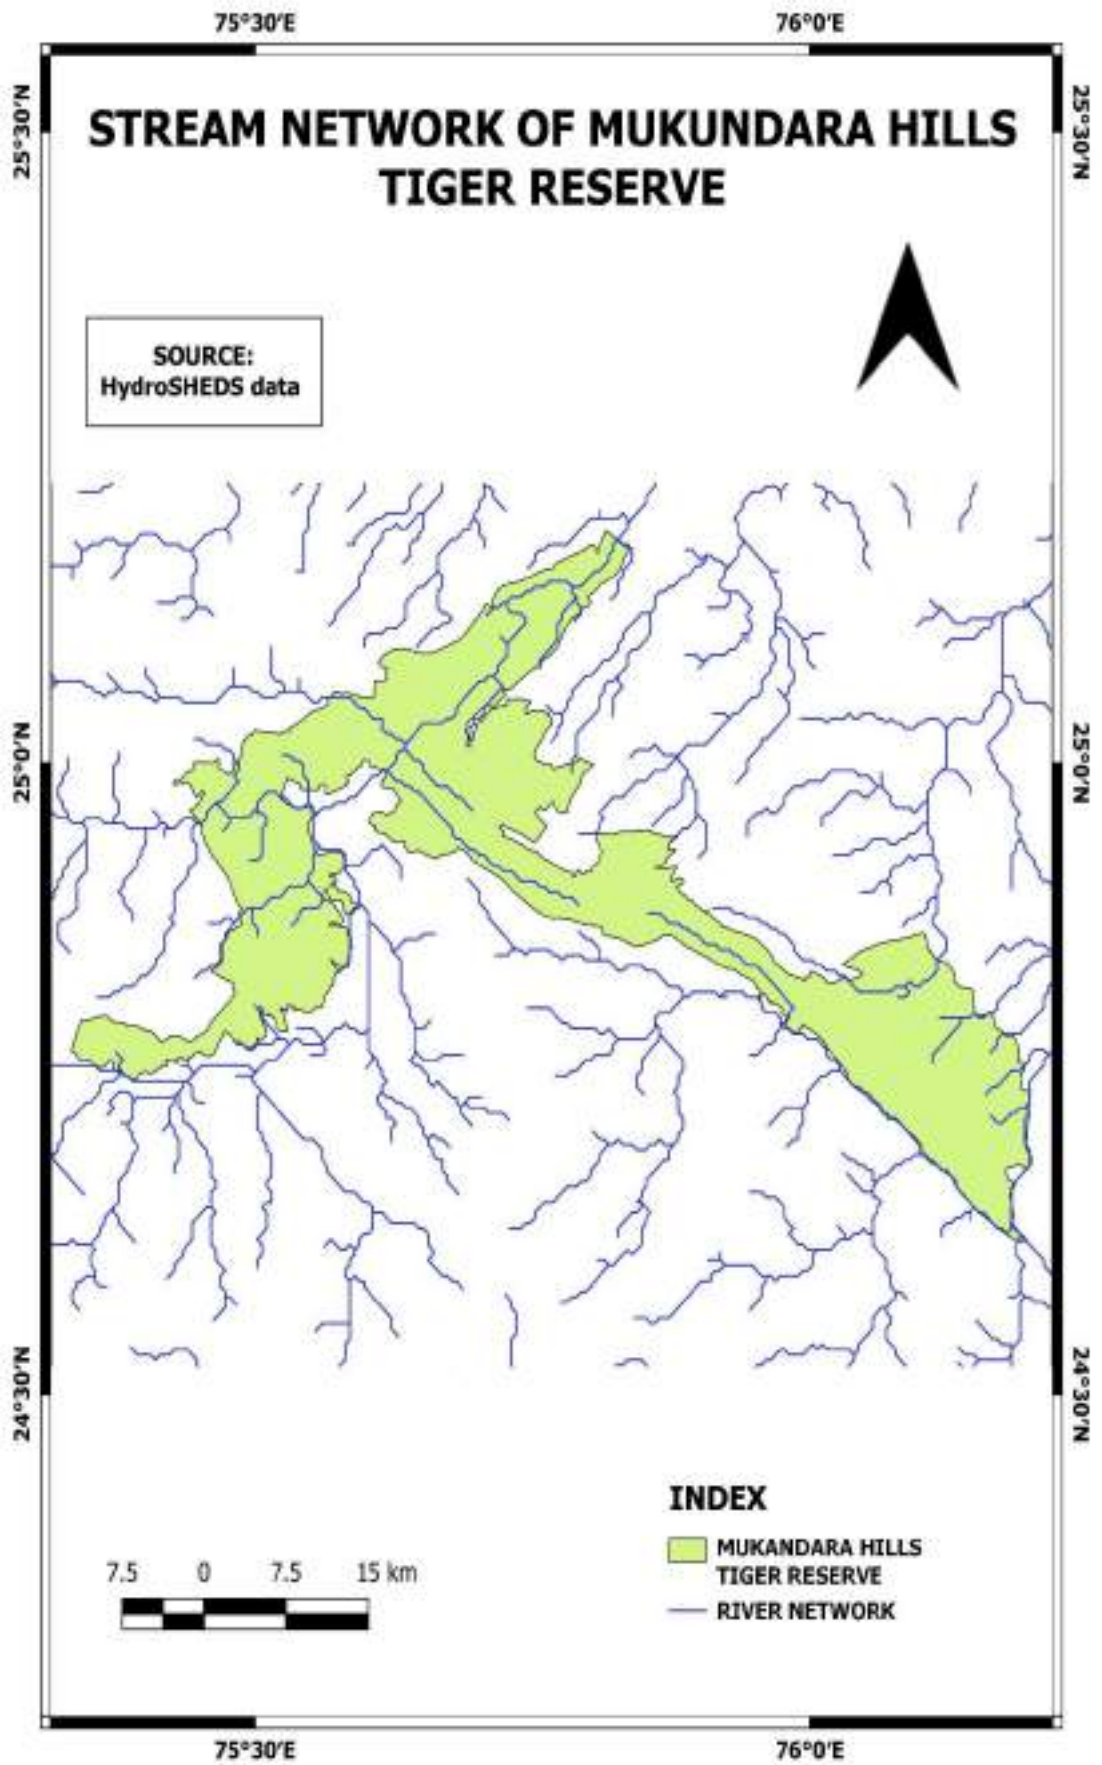 75°30'E 76°0'E
25°30'N 25°30'N
STREAM NETWORK OF MUKUNDARA HILLS
TIGER RESERVE
SOURCE:
HydroSHEDS data
25°0'N 25°0'N
24°30'N 24°30'N
INDEX
MUKANDARA HILLS
TIGER RESERVE
RIVER NETWORK
7.5 0 7.5 15 km
75°30'E 76°0'E